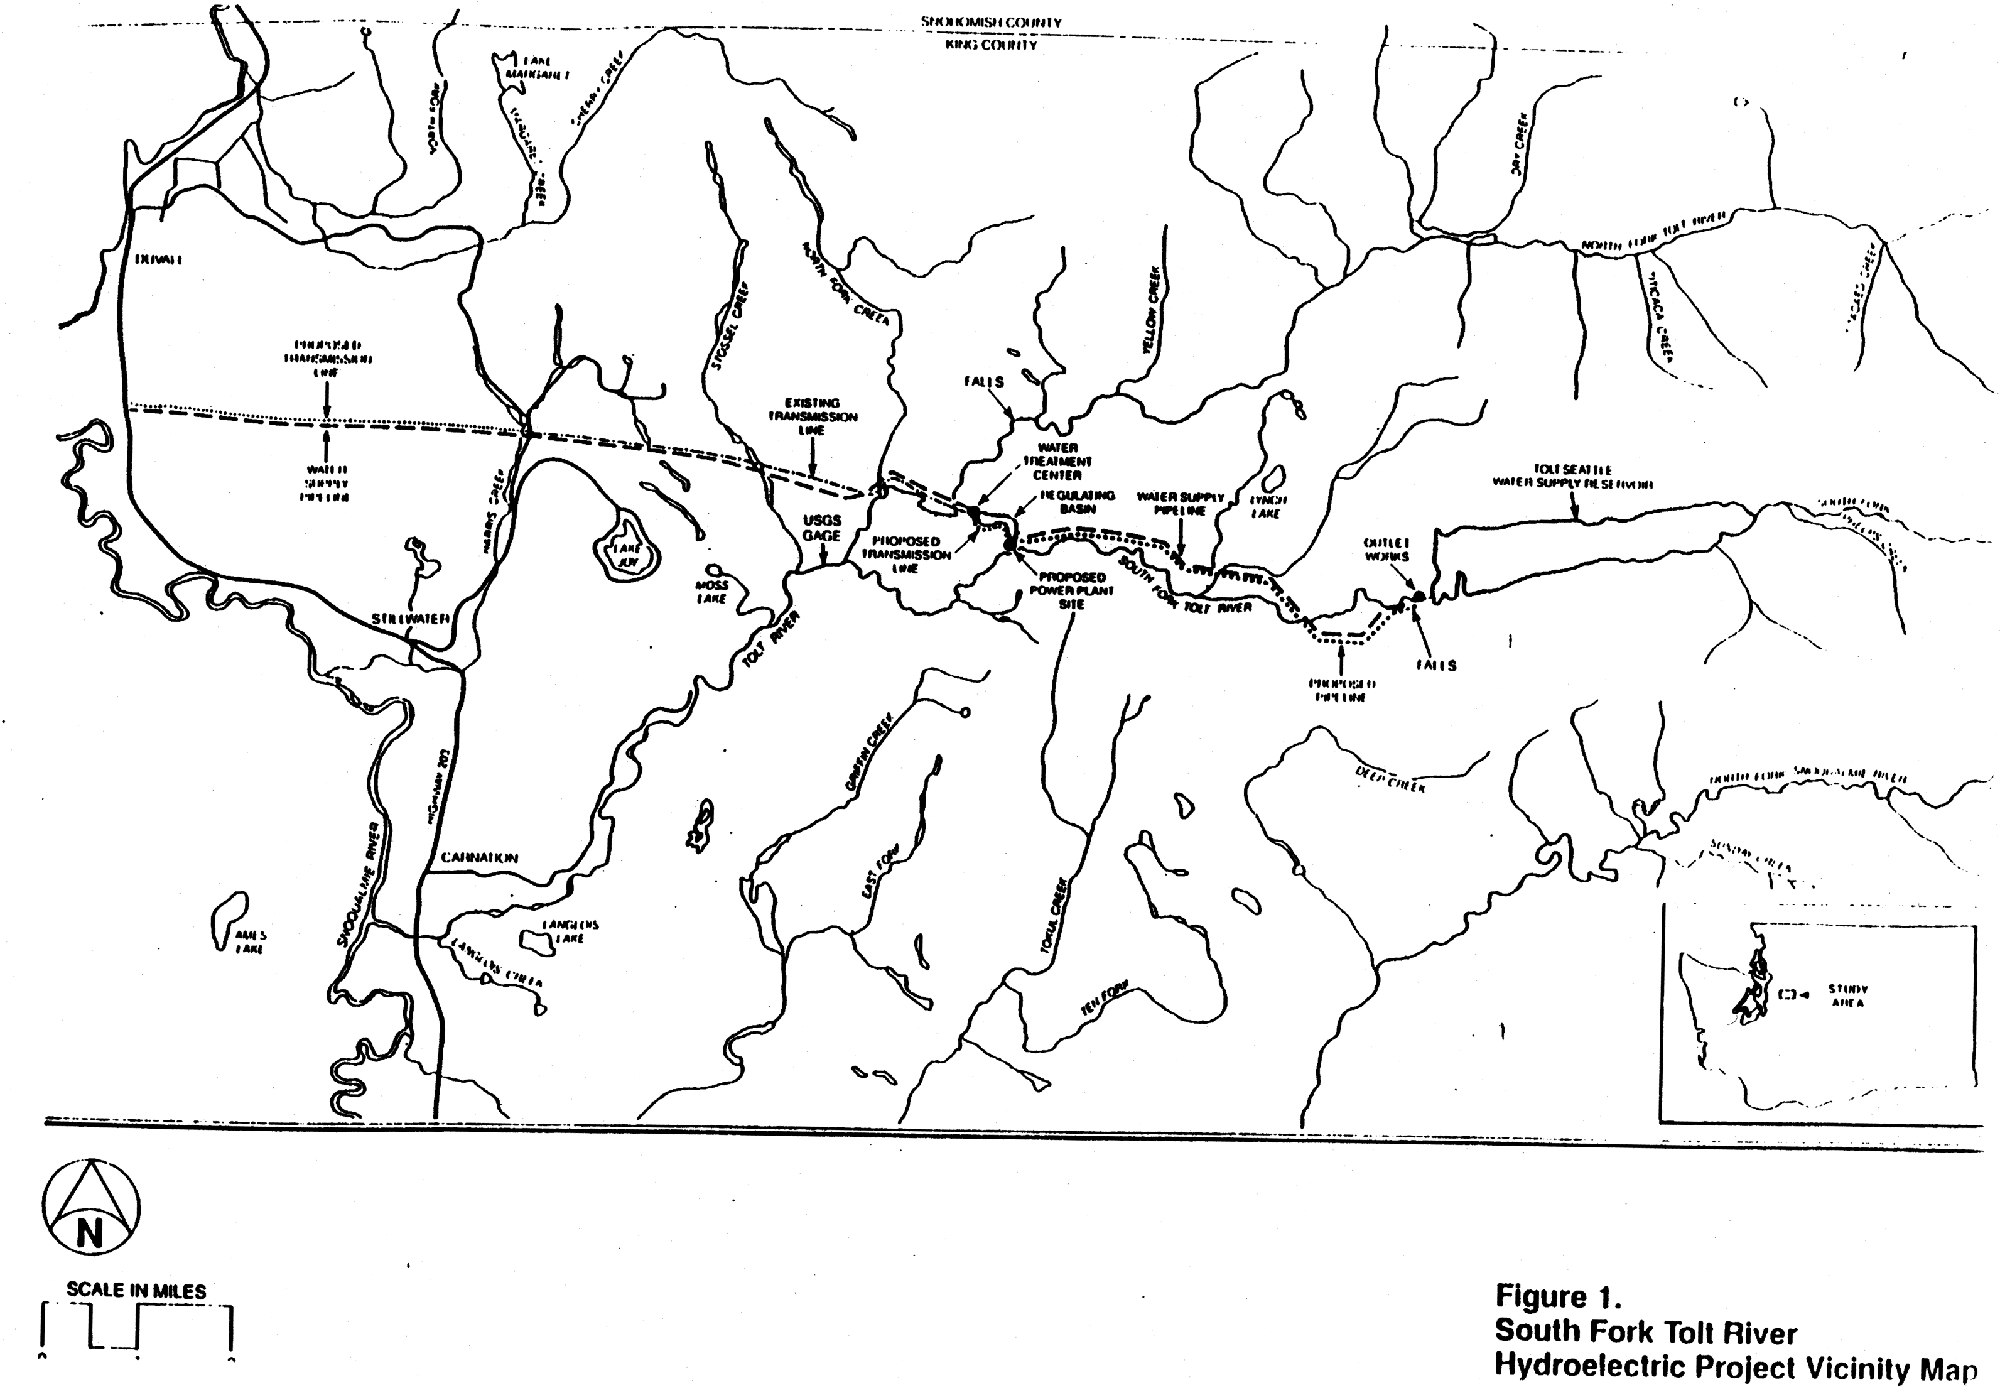 SNOHOMISH COUNTY
KING COUNTY
LAKE
MARGARET
CHERRY CREEK
NORTH FORK
DRY CREEK
NORTH FORK TOLT RIVER
TITICACA CREEK
DUVALL
STOSSEL CREEK
NORTH FORK CREEK
YELLOW CREEK
PROPOSED
TRANSMISSION
LINE
WATER
SUPPLY
PIPELINE
EXISTING
TRANSMISSION
LINE
FALLS
WATER
TREATMENT
CENTER
REGULATING
BASIN
WATER SUPPLY
PIPELINE
LYNCH
LAKE
TOLT SEATTLE
WATER SUPPLY RESERVOIR
SOUTH FORK
HARRIS CREEK
LAKE
JOY
USGS
GAGE
PROPOSED
TRANSMISSION
LINE
OUTLET
WORKS
MOSS
LAKE
PROPOSED
POWER PLANT
SITE
SOUTH FORK TOLT RIVER
STILLWATER
TOLT RIVER
FALLS
PROPOSED
PIPELINE
GRIFFIN CREEK
DEEP CREEK
NORTH FORK SNOQUALMIE RIVER
SUNDAY CREEK
HIGHWAY 203
SNOQUALMIE RIVER
CARNATION
EAST FORK
TOKUL CREEK
AMES
LAKE
LANGLOIS
LAKE
LANGLOIS CREEK
TEN FORK
STUDY
AREA
N
SCALE IN MILES
Figure 1.
South Fork Tolt River
Hydroelectric Project Vicinity Map